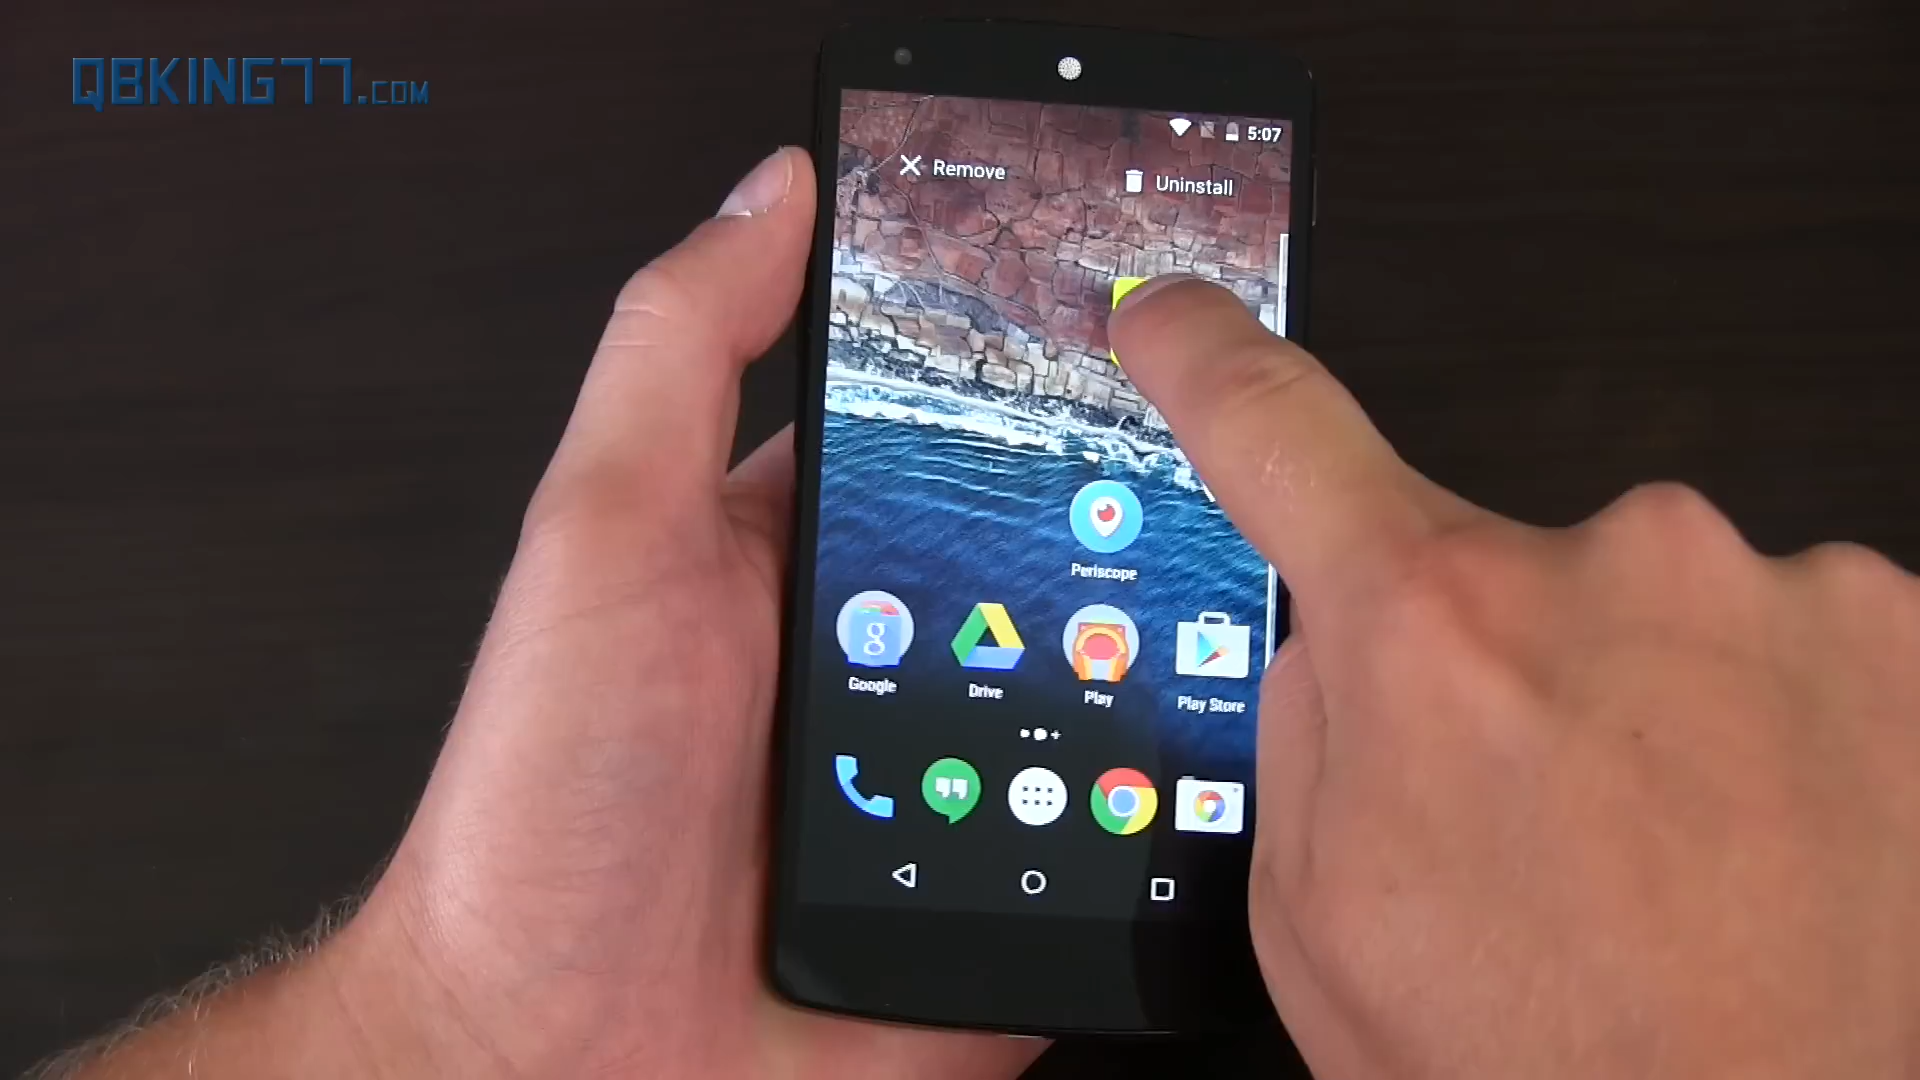 QBKING77.COM
5:07
Remove
Uninstall
Periscope
Google
Drive
Play
Play Store